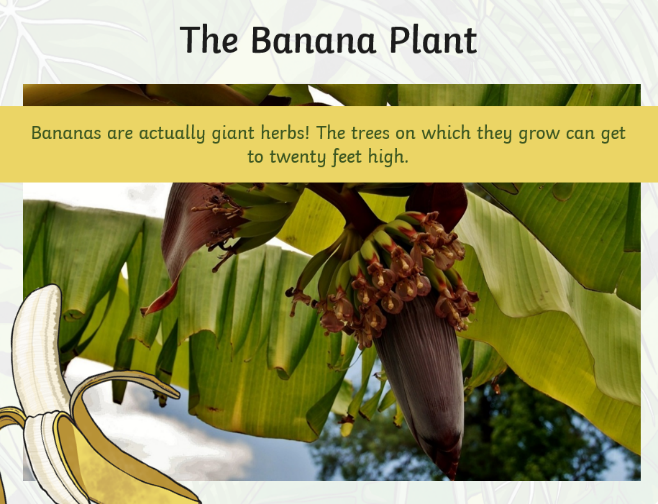 The Banana Plant
Bananas are actually giant herbs! The trees on which they grow can get
to twenty feet high.